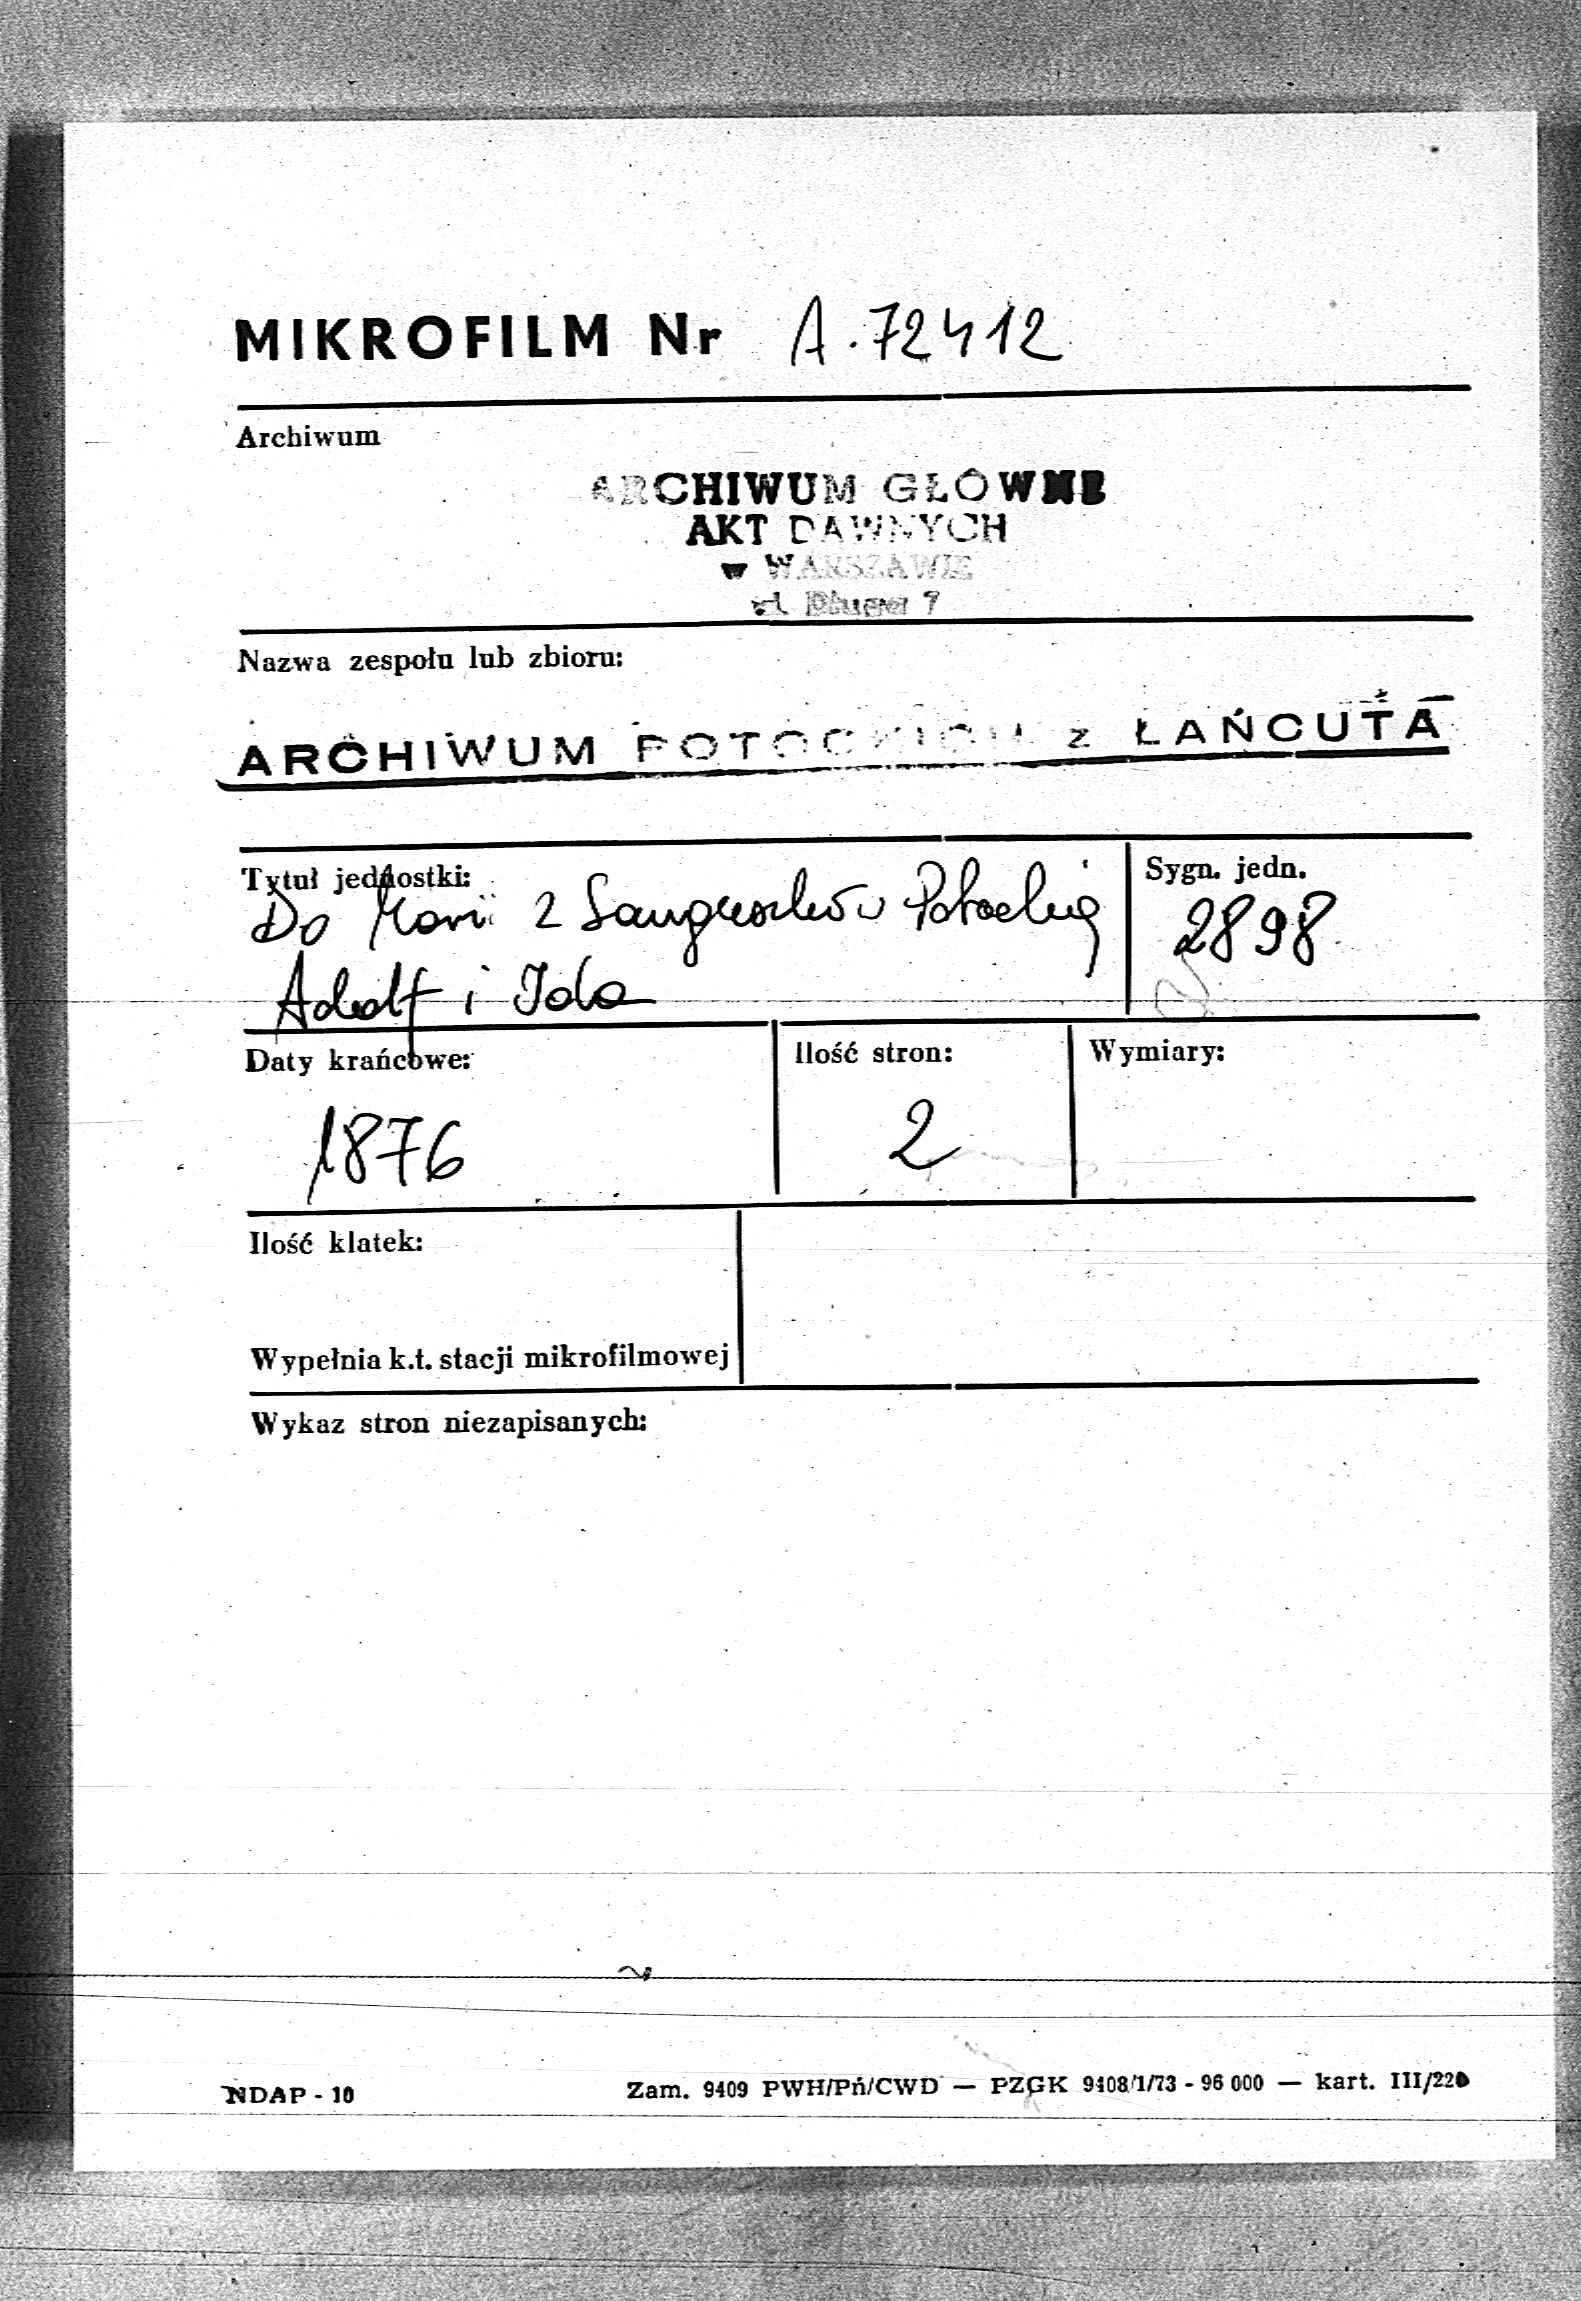 MIKROFILM Nr A.72412
Archiwum
ARCHIWUM GŁÓWNE
AKT DAWNYCH
w WARSZAWIE
ul. Długa 7
Nazwa zespołu lub zbioru:
ARCHIWUM POTOCKICH z ŁAŃCUTA
Tytuł jednostki:
Sygn. jedn.
Do Marii z Sanguszków Potockiej
2898
Adolf i Ida
Daty krańcowe:
Ilość stron:
Wymiary:
1876
2
Ilość klatek:
Wypełnia k.t. stacji mikrofilmowej
Wykaz stron niezapisanych:
NDAP - 10
Zam. 9409 PWH/Pń/CWD — PZGK 9408/1/73 - 96 000 — kart. III/220